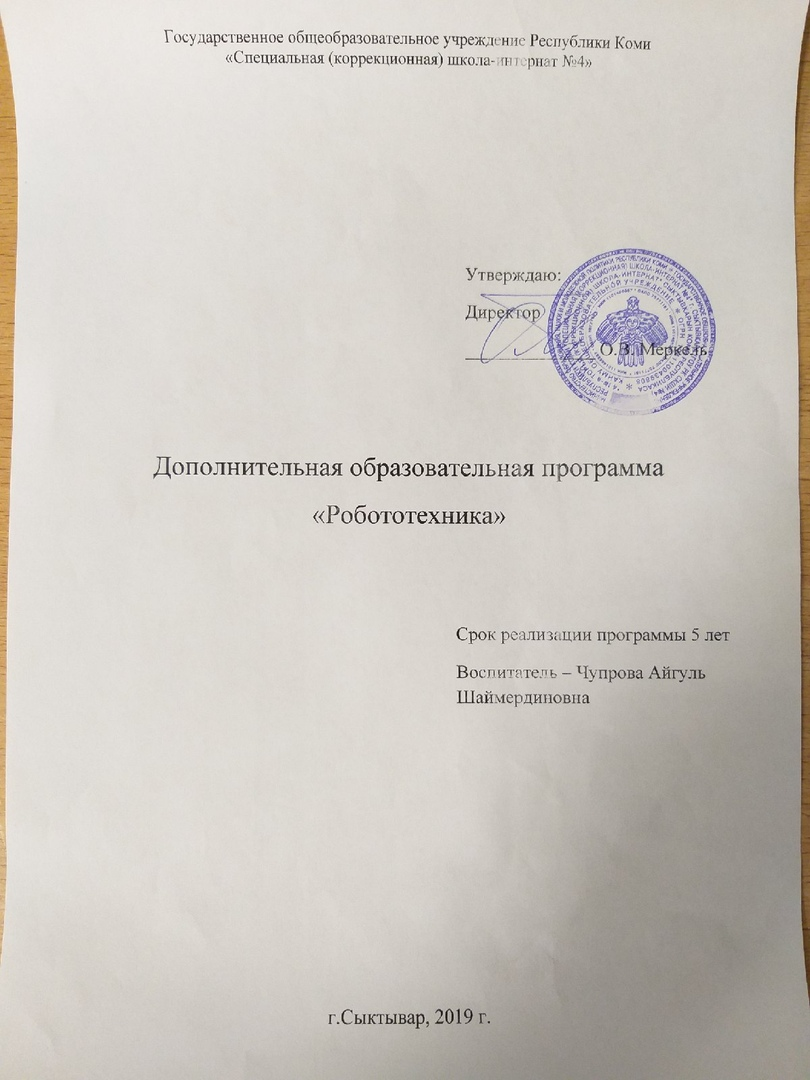 Государственное общеобразовательное учреждение Республики Коми
«Специальная (коррекционная) школа-интернат №4»
Утверждаю:
Директор
О.В. Меркель
Дополнительная образовательная программа
«Робототехника»
Срок реализации программы 5 лет
Воспитатель – Чупрова Айгуль
Шаймердиновна
г.Сыктывар, 2019 г.